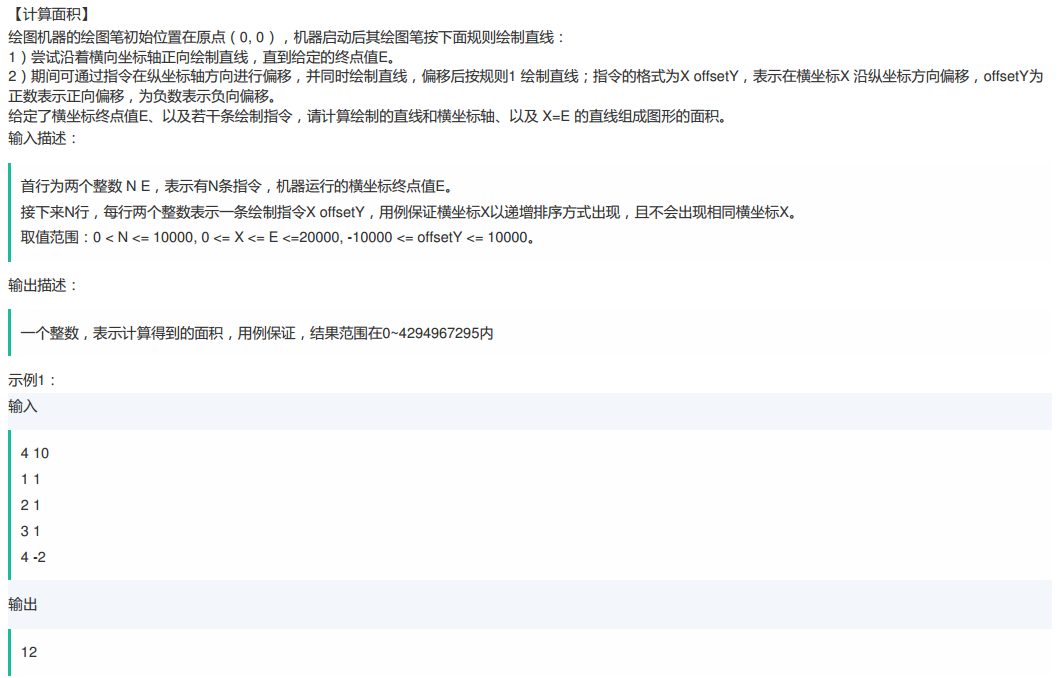 【计算面积】
绘图机器的绘图笔初始位置在原点（0, 0），机器启动后其绘图笔按下面规则绘制直线：
1）尝试沿着横向坐标轴正向绘制直线，直到给定的终点值E。
2）期间可通过指令在纵坐标轴方向进行偏移，并同时绘制直线，偏移后按规则1 绘制直线；指令的格式为X offsetY，表示在横坐标X 沿纵坐标方向偏移，offsetY为
正数表示正向偏移，为负数表示负向偏移。
给定了横坐标终点值E、以及若干条绘制指令，请计算绘制的直线和横坐标轴、以及 X=E 的直线组成图形的面积。
输入描述：
首行为两个整数 N E，表示有N条指令，机器运行的横坐标终点值E。
接下来N行，每行两个整数表示一条绘制指令X offsetY，用例保证横坐标X以递增排序方式出现，且不会出现相同横坐标X。
取值范围：0 < N <= 10000, 0 <= X <= E <=20000, -10000 <= offsetY <= 10000。
输出描述：
一个整数，表示计算得到的面积，用例保证，结果范围在0~4294967295内
示例1：
输入
4 10
1 1
2 1
3 1
4 -2
输出
12